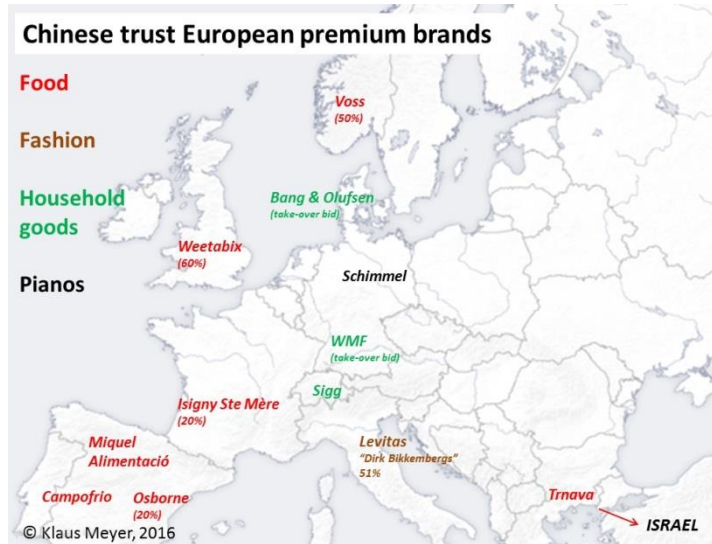 Chinese trust European premium brands
Food
Fashion
Household
goods
Pianos
Voss
(50%)
Bang & Olufsen
(take-over bid)
Weetabix
(60%)
Schimmel
WMF
(take-over bid)
Sigg
Isigny Ste Mère
(20%)
Miquel
Alimentació
Levitas
"Dirk Bikkembergs"
51%
Campofrio
Osborne
(20%)
Trnava
ISRAEL
© Klaus Meyer, 2016